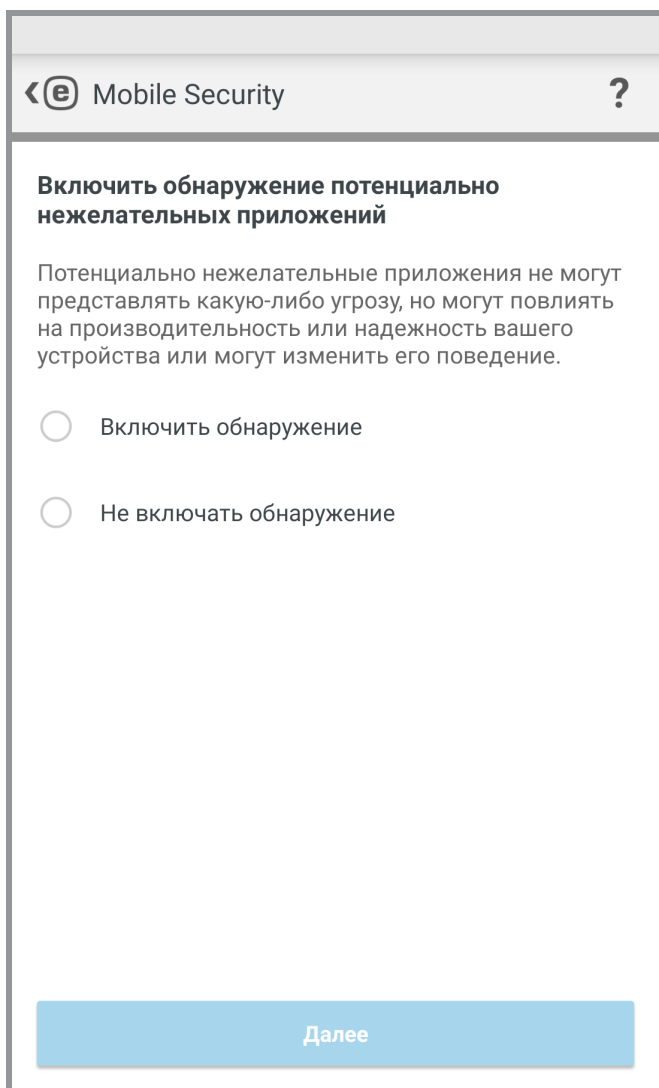 e Mobile Security ?
Включить обнаружение потенциально
нежелательных приложений
Потенциально нежелательные приложения не могут
представлять какую-либо угрозу, но могут повлиять
на производительность или надежность вашего
устройства или могут изменить его поведение.
Включить обнаружение
Не включать обнаружение
Далее